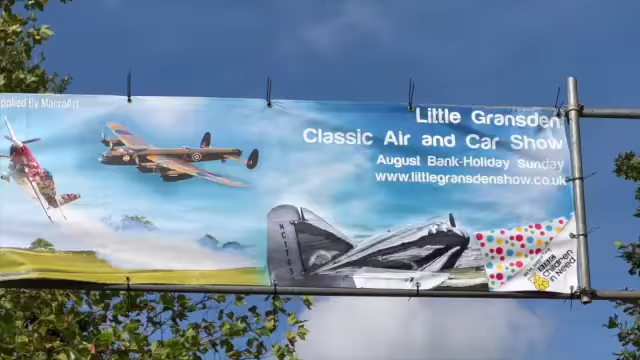 pplied By MacroArt
Little Gransden
Classic Air and Car Show
August Bank-Holiday Sunday
www.littlegransdenshow.co.uk
BBC
Children
in Need